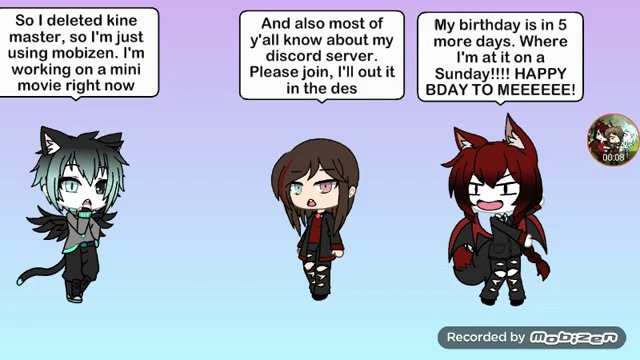 So I deleted kine
master, so I'm just
using mobizen. I'm
working on a mini
movie right now
And also most of
y'all know about my
discord server.
Please join, I'll out it
in the des
My birthday is in 5
more days. Where
I'm at it on a
Sunday!!!! HAPPY
BDAY TO MEEEEEE!
00:08
Recorded by mobizen